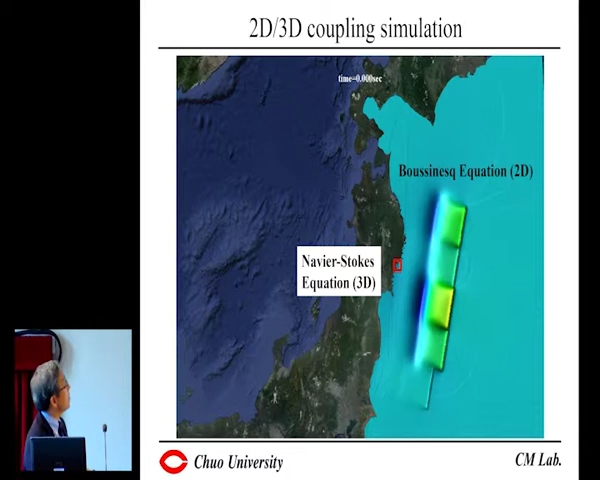 2D/3D coupling simulation
time=0.000sec
Boussinesq Equation (2D)
Navier-Stokes
Equation (3D)
Chuo University
CM Lab.